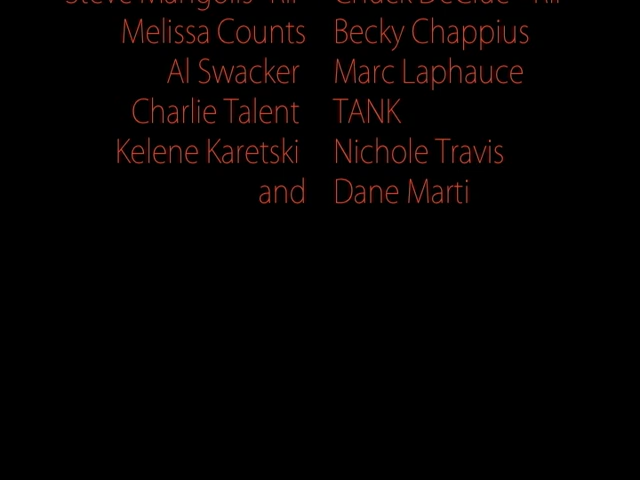 Melissa Counts Becky Chappius
Al Swacker Marc Laphauce
Charlie Talent TANK
Kelene Karetski Nichole Travis
and Dane Marti